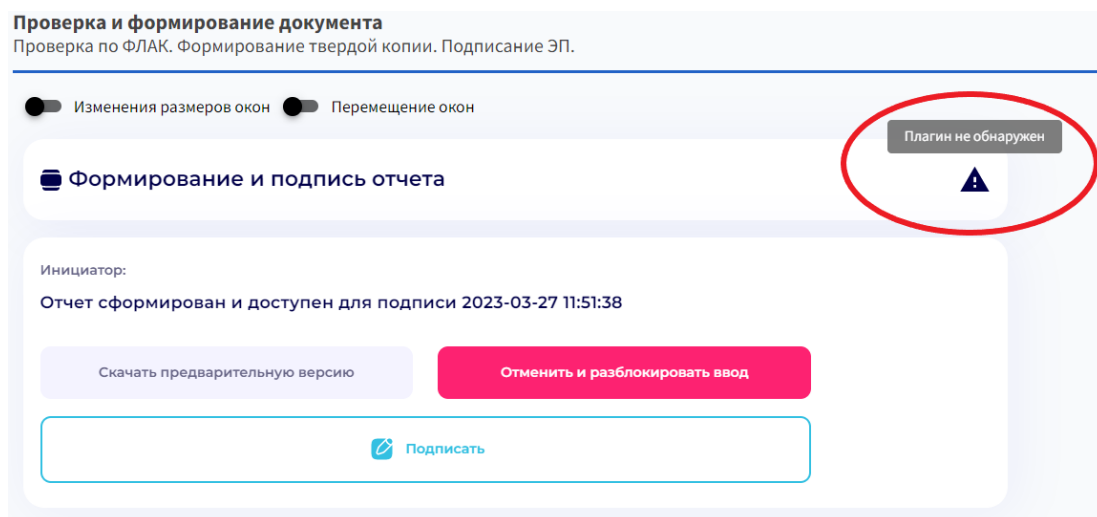 Проверка и формирование документа
Проверка по ФЛАК. Формирование твердой копии. Подписание ЭП.
Изменения размеров окон Перемещение окон
Плагин не обнаружен
Формирование и подпись отчета
Инициатор:
Отчет сформирован и доступен для подписи 2023-03-27 11:51:38
Скачать предварительную версию Отменить и разблокировать ввод
Подписать